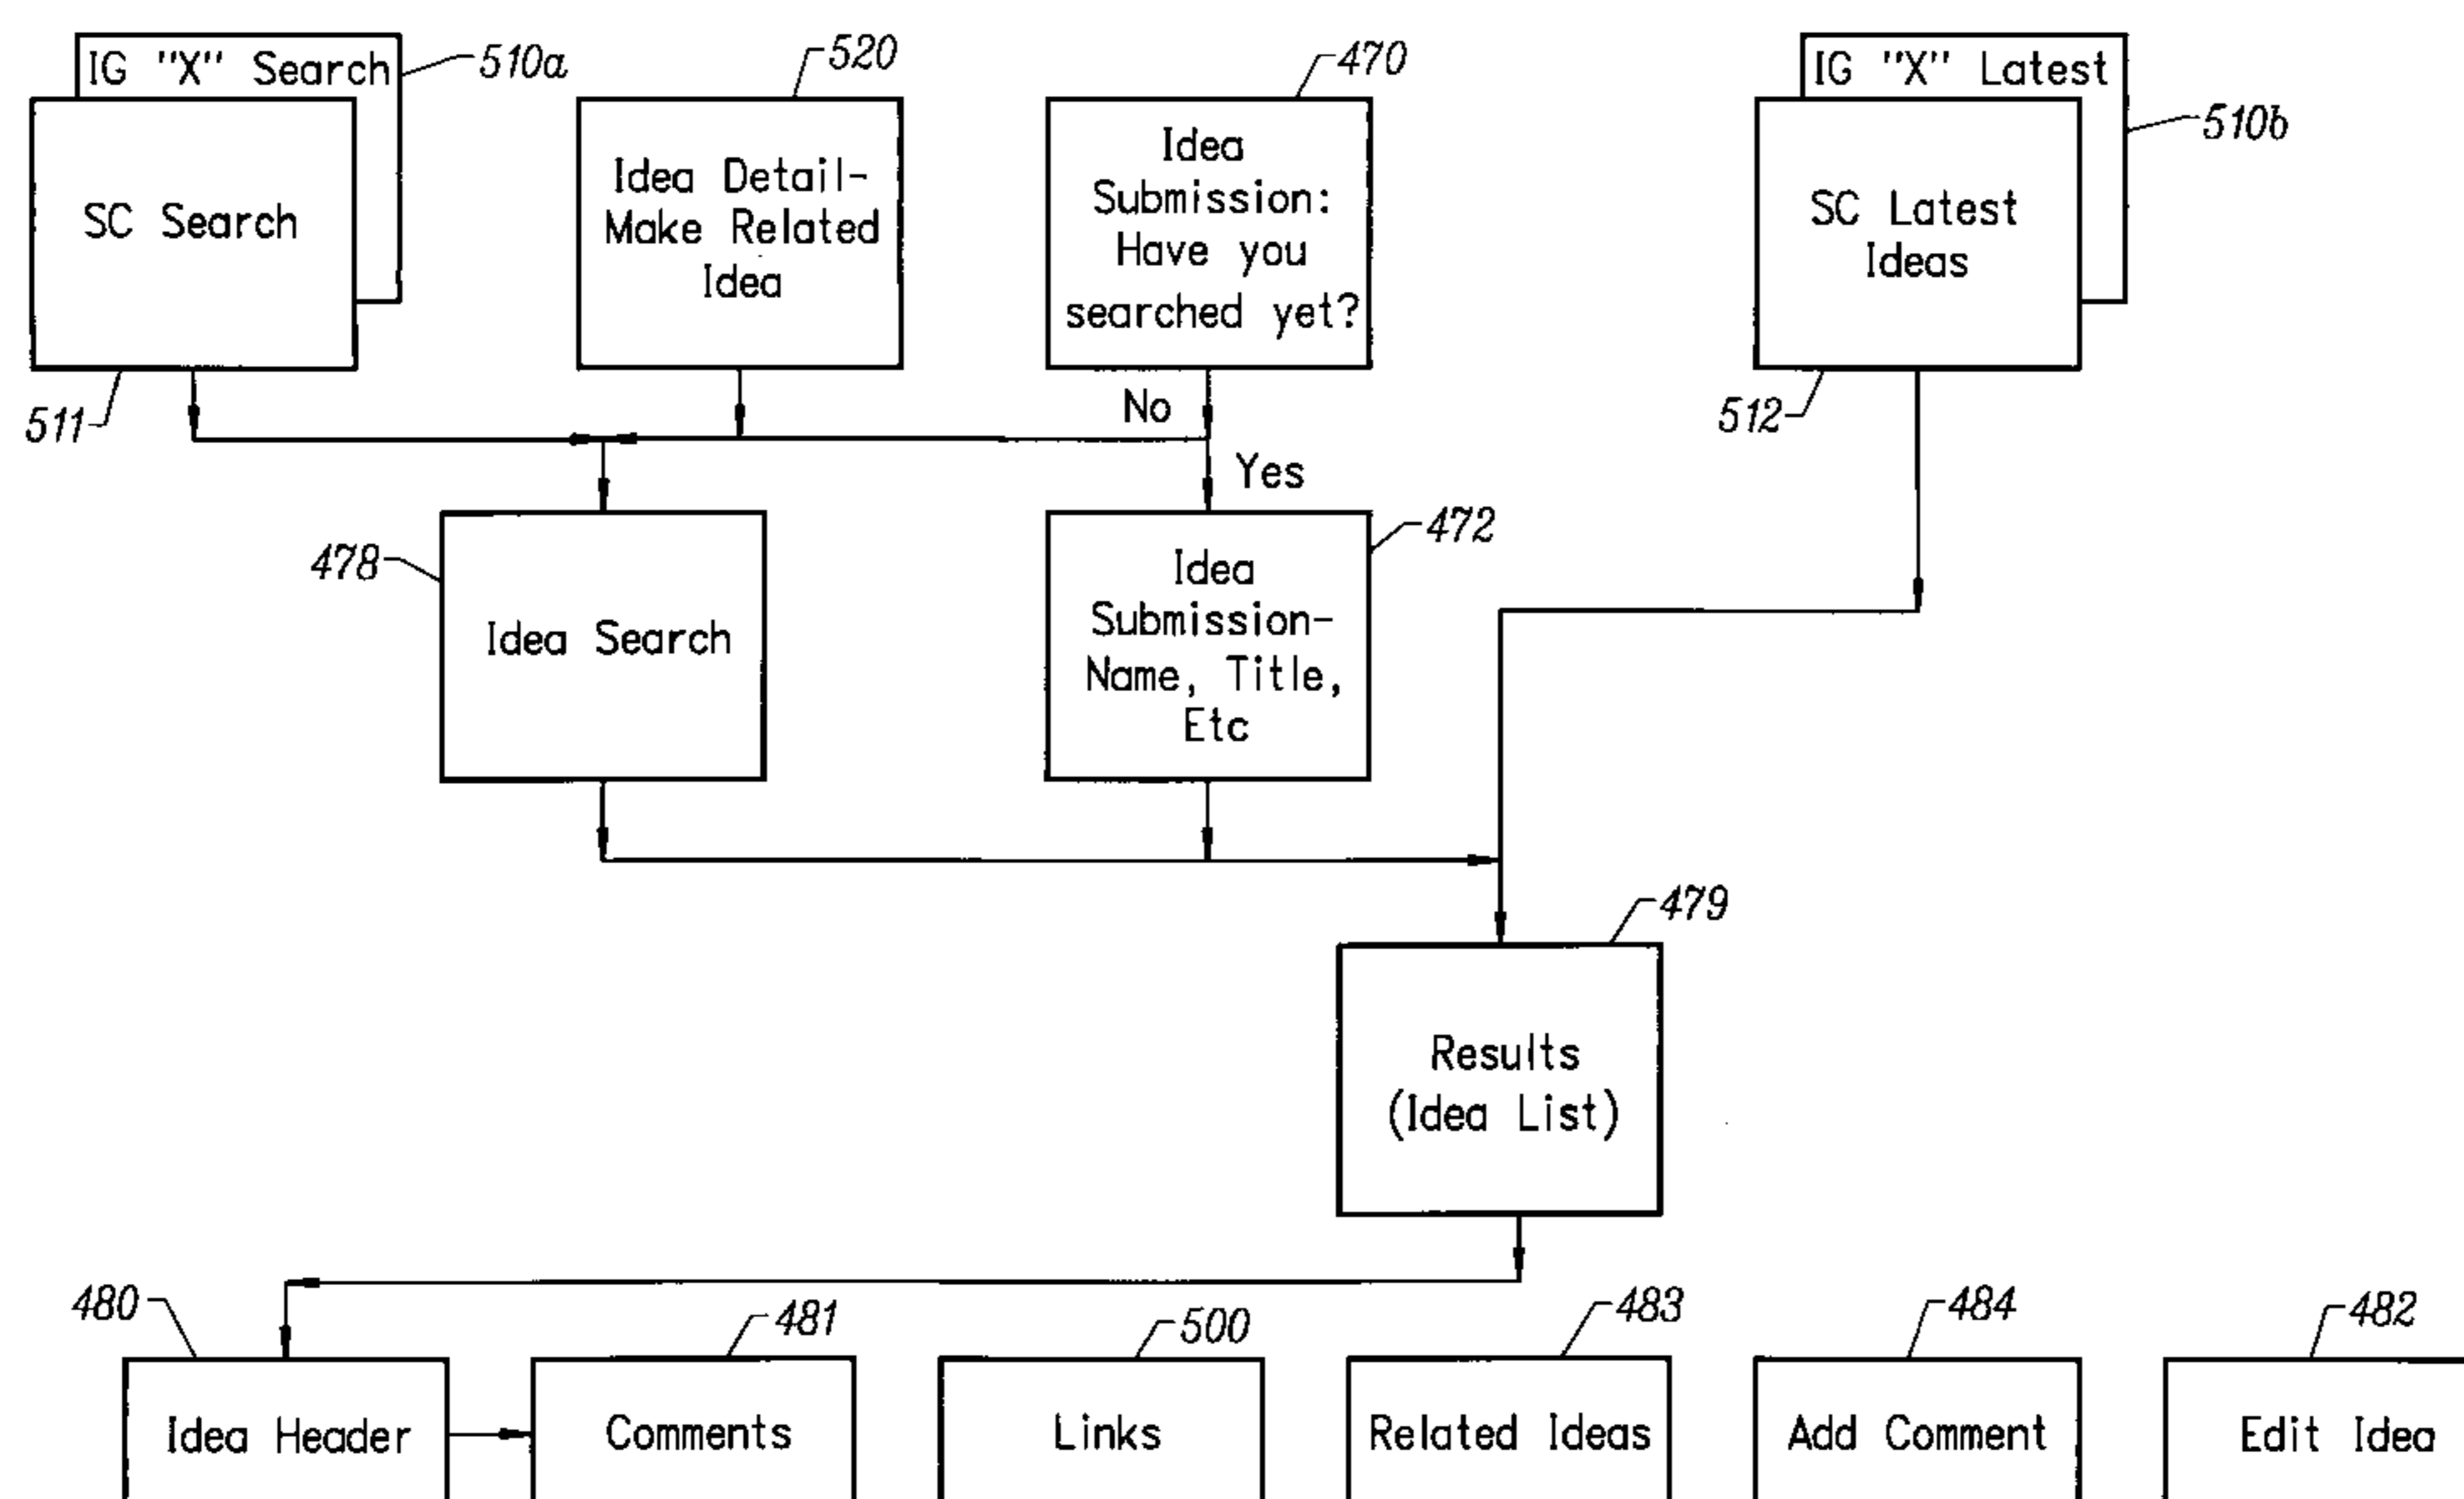 IG "X" Search
510a
SC Search
511
520
Idea Detail-
Make Related
Idea
470
Idea
Submission:
Have you
searched yet?
IG "X" Latest
510b
SC Latest
Ideas
512
No
Yes
478
Idea Search
472
Idea
Submission-
Name, Title,
Etc
479
Results
(Idea List)
480
Idea Header
481
Comments
500
Links
483
Related Ideas
484
Add Comment
482
Edit Idea